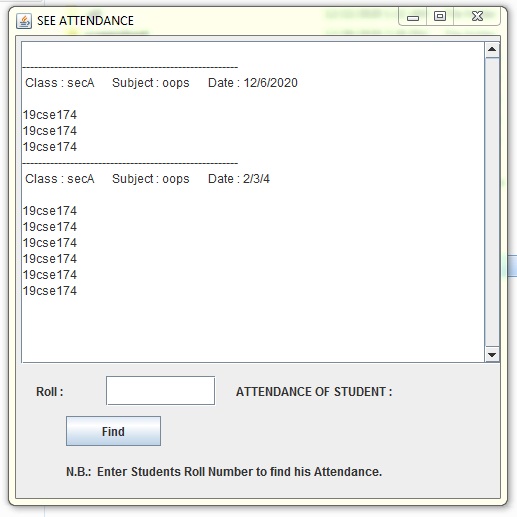 SEE ATTENDANCE
------------------------------------------------------
Class : secA Subject : oops Date : 12/6/2020
19cse174
19cse174
19cse174
------------------------------------------------------
Class : secA Subject : oops Date : 2/3/4
19cse174
19cse174
19cse174
19cse174
19cse174
19cse174
Roll : ATTENDANCE OF STUDENT :
Find
N.B.: Enter Students Roll Number to find his Attendance.